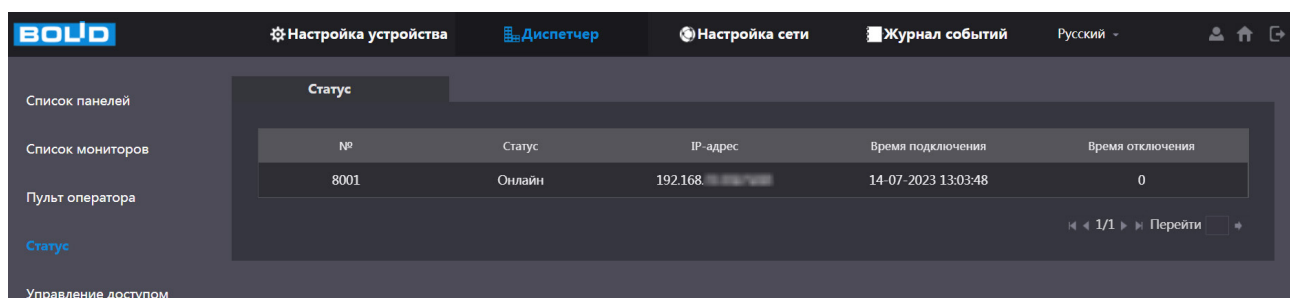 BOLID
Настройка устройства Диспетчер Настройка сети Журнал событий Русский
Список панелей
Список мониторов
Пульт оператора
Статус
Управление доступом
Статус
№ Статус IP-адрес Время подключения Время отключения
8001 Онлайн 192.168. 14-07-2023 13:03:48 0
1/1 Перейти